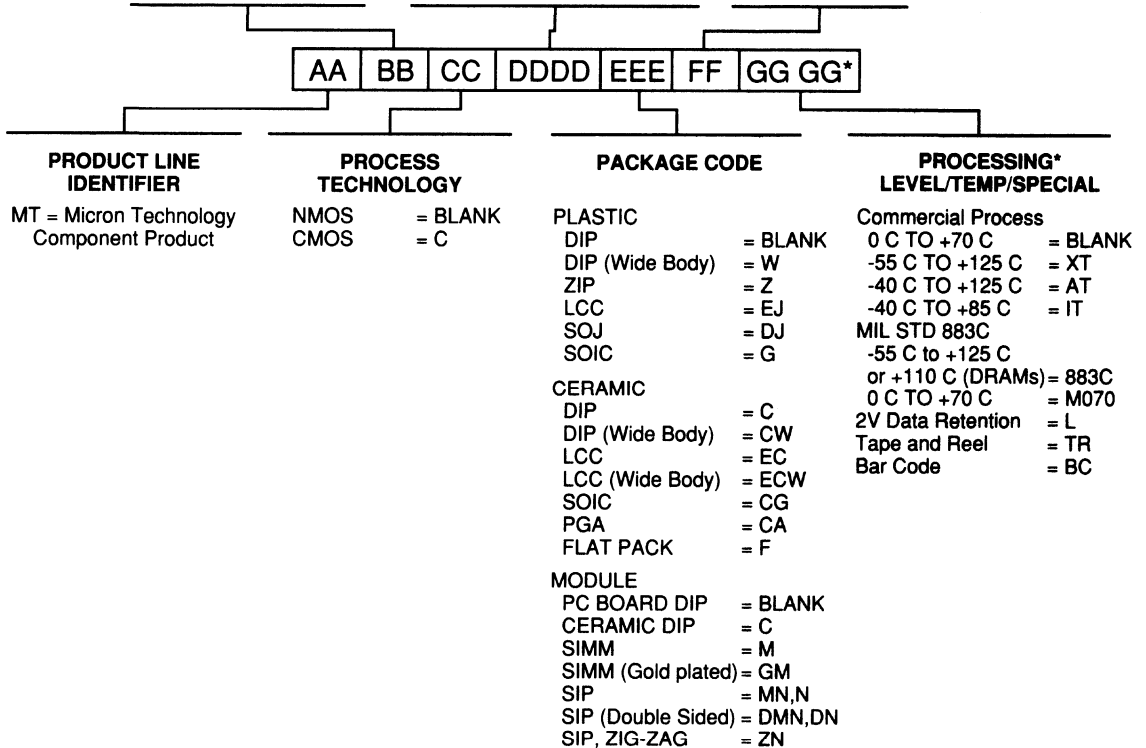 AA BB CC DDDD EEE FF GG GG*
PRODUCT LINE
IDENTIFIER
MT = Micron Technology
Component Product
PROCESS
TECHNOLOGY
NMOS = BLANK
CMOS = C
PACKAGE CODE
PLASTIC
DIP = BLANK
DIP (Wide Body) = W
ZIP = Z
LCC = EJ
SOJ = DJ
SOIC = G
CERAMIC
DIP = C
DIP (Wide Body) = CW
LCC = EC
LCC (Wide Body) = ECW
SOIC = CG
PGA = CA
FLAT PACK = F
MODULE
PC BOARD DIP = BLANK
CERAMIC DIP = C
SIMM = M
SIMM (Gold plated) = GM
SIP = MN,N
SIP (Double Sided) = DMN,DN
SIP, ZIG-ZAG = ZN
PROCESSING*
LEVEL/TEMP/SPECIAL
Commercial Process
0 C TO +70 C = BLANK
-55 C TO +125 C = XT
-40 C TO +125 C = AT
-40 C TO +85 C = IT
MIL STD 883C
-55 C to +125 C
or +110 C (DRAMs) = 883C
0 C TO +70 C = M070
2V Data Retention = L
Tape and Reel = TR
Bar Code = BC